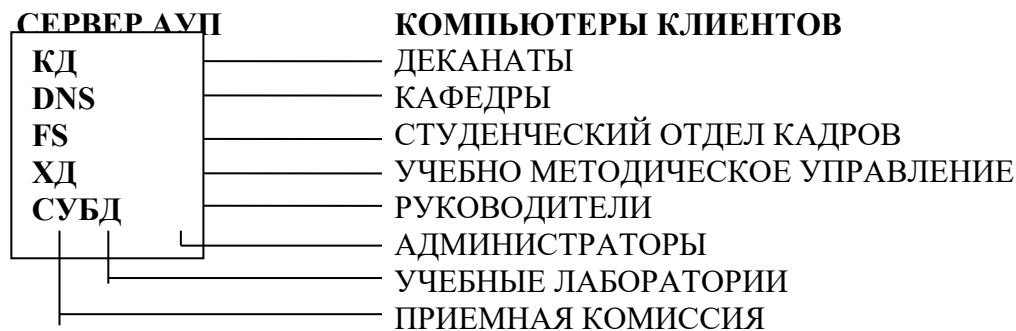 СЕРВЕР АУП КОМПЬЮТЕРЫ КЛИЕНТОВ
КД ДЕКАНАТЫ
DNS КАФЕДРЫ
FS СТУДЕНЧЕСКИЙ ОТДЕЛ КАДРОВ
ХД УЧЕБНО МЕТОДИЧЕСКОЕ УПРАВЛЕНИЕ
СУБД РУКОВОДИТЕЛИ
АДМИНИСТРАТОРЫ
УЧЕБНЫЕ ЛАБОРАТОРИИ
ПРИЕМНАЯ КОМИССИЯ